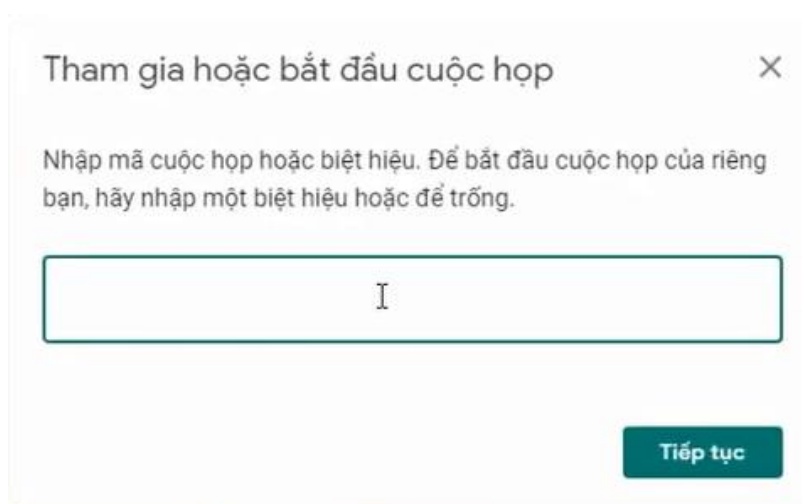 Tham gia hoặc bắt đầu cuộc họp
Nhập mã cuộc họp hoặc biệt hiệu. Để bắt đầu cuộc họp của riêng
bạn, hãy nhập một biệt hiệu hoặc để trống.
Tiếp tục